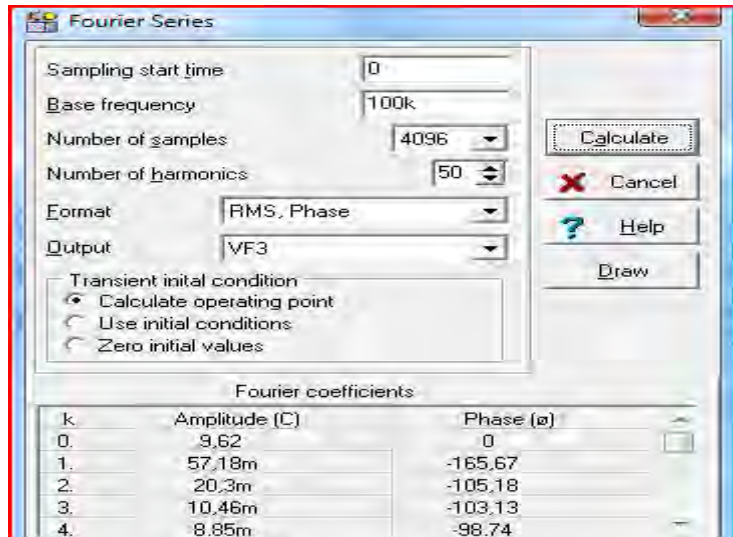 Fourier Series
Sampling start time 0
Base frequency 100k
Number of samples 4096
Number of harmonics 50
Format RMS, Phase
Output VF3
Calculate
Cancel
Help
Draw
Transient inital condition
Calculate operating point
Use initial conditions
Zero initial values
Fourier coefficients
k. Amplitude (C) Phase (ø)
0. 9,62 0
1. 57,18m -165,67
2. 20,3m -105,18
3. 10,46m -103,13
4. 8,85m -98,74